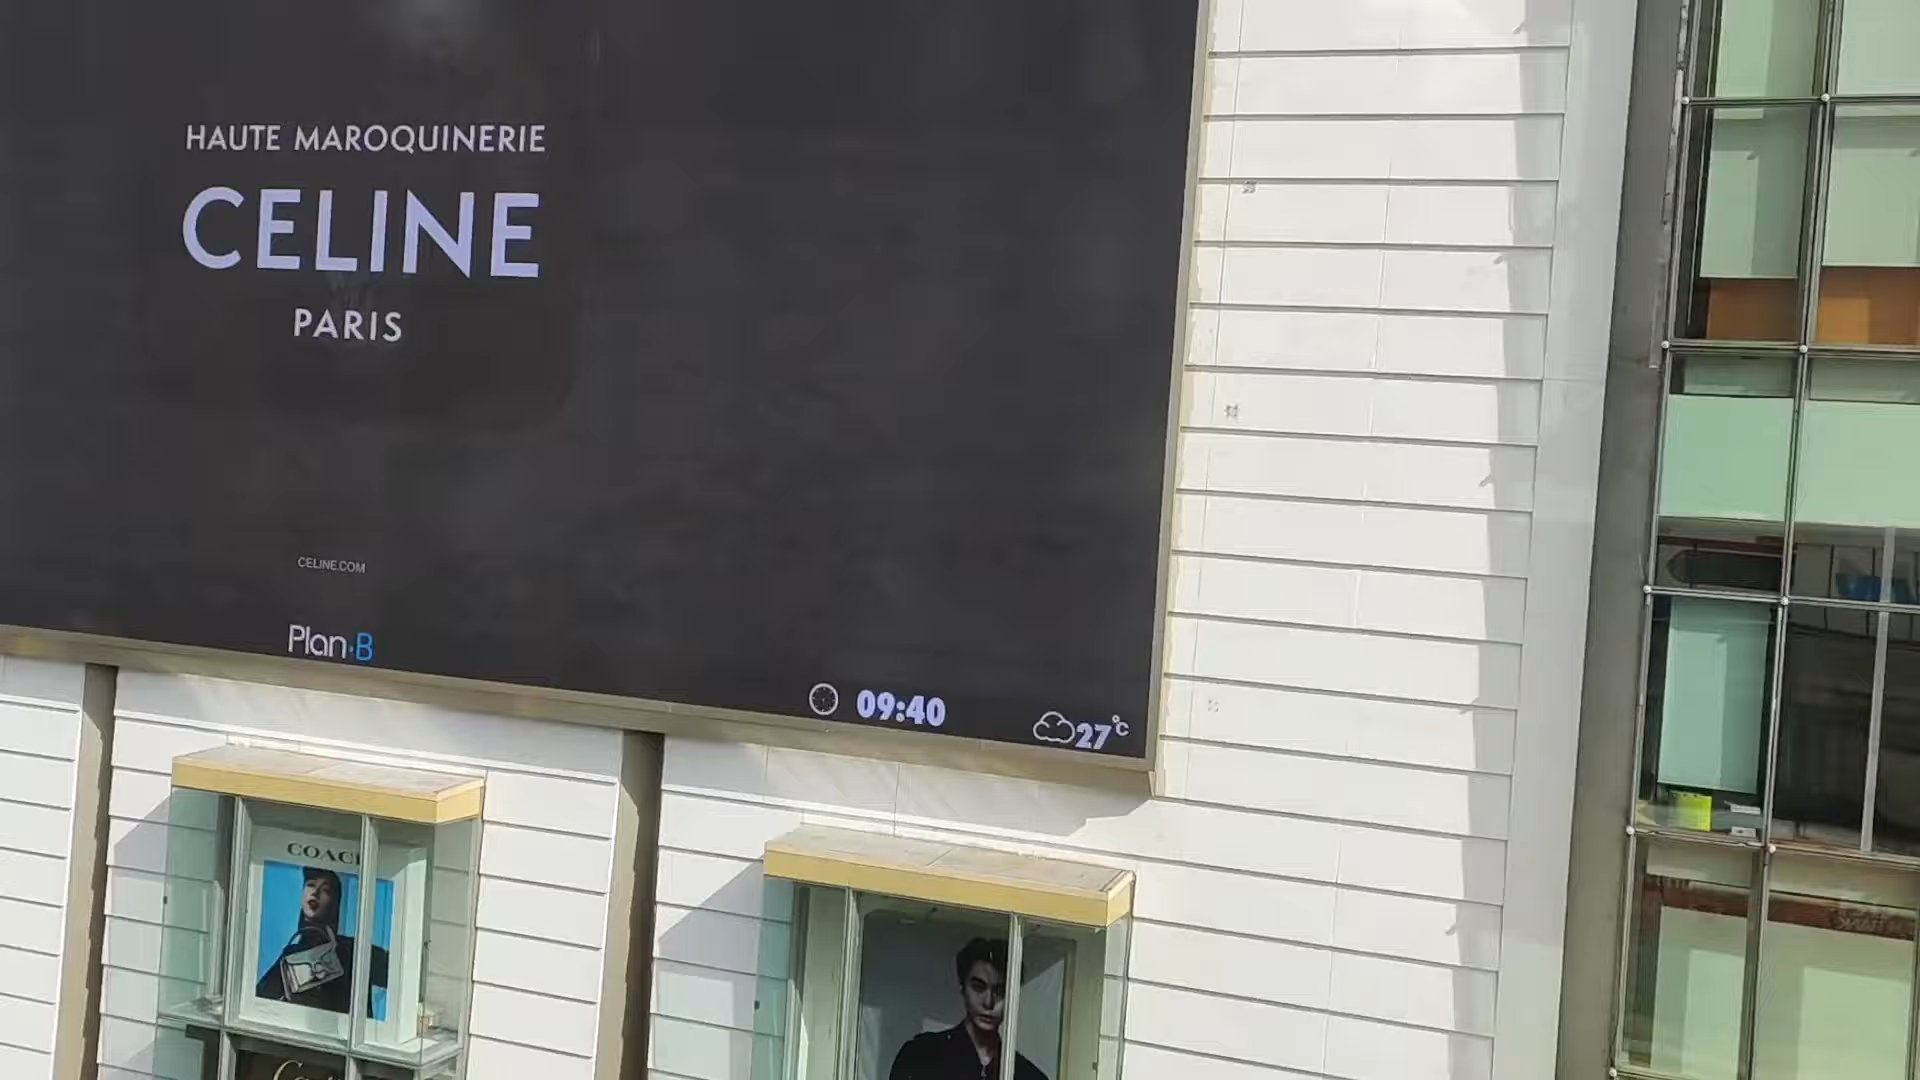 HAUTE MAROQUINERIE
CELINE
PARIS
CELINE.COM
Plan·B
09:40
27°C
COACH